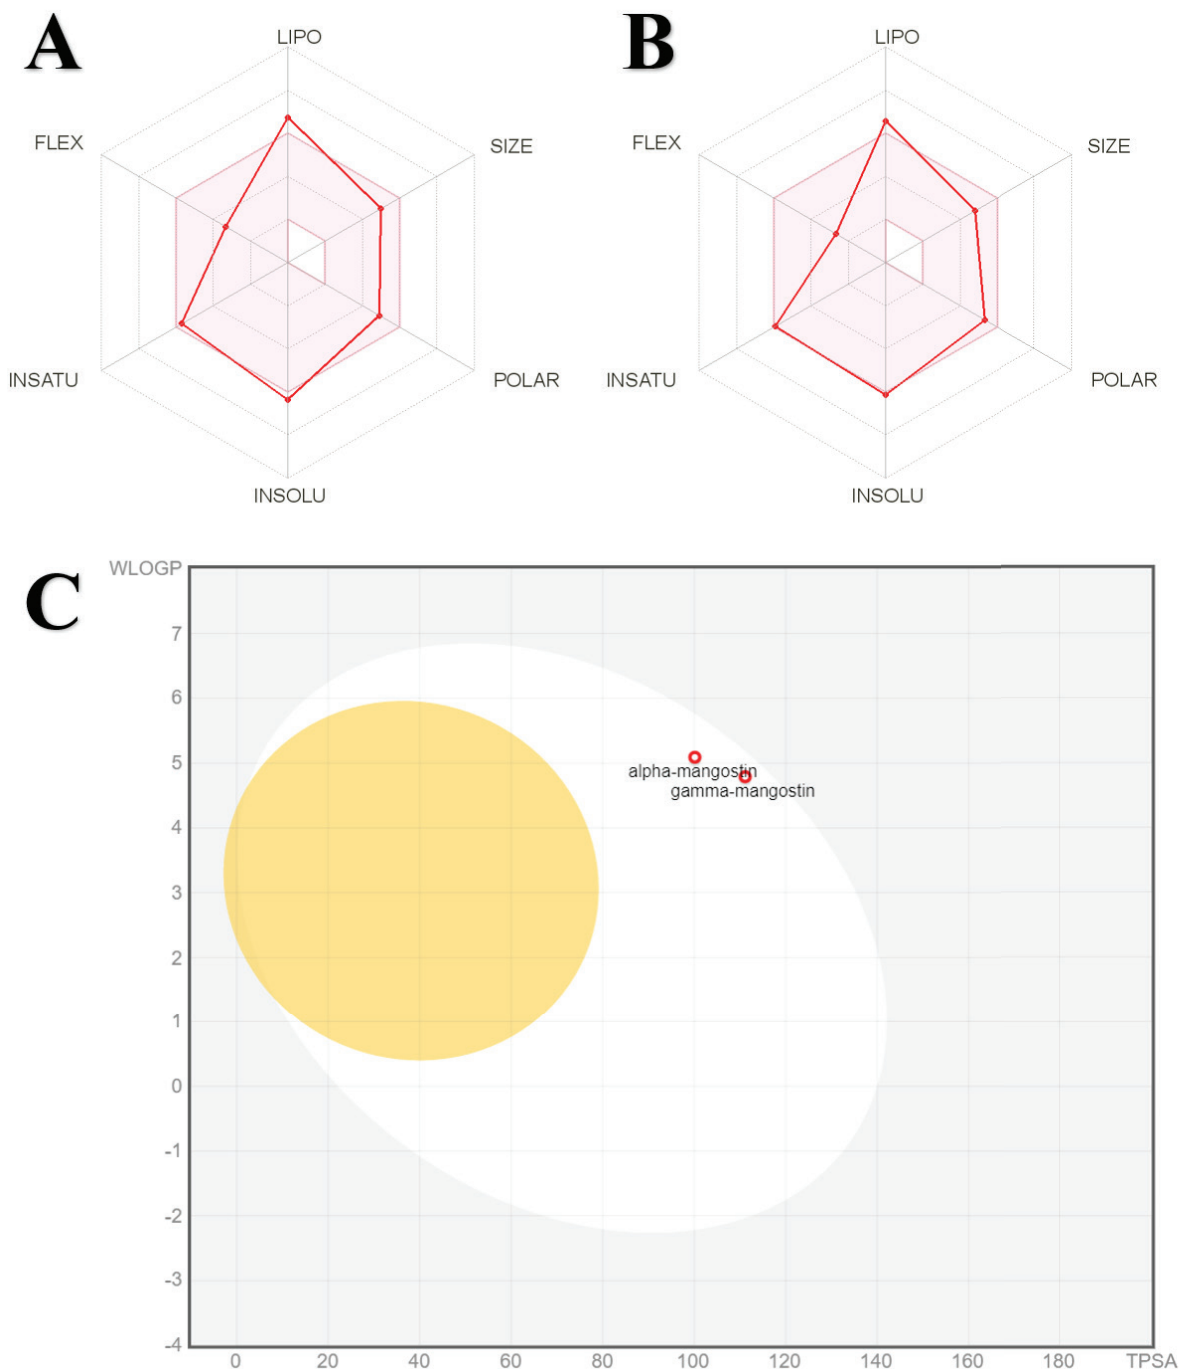 A
LIPO
FLEX
SIZE
INSATU
POLAR
INSOLU
B
LIPO
FLEX
SIZE
INSATU
POLAR
INSOLU
C
WLOGP
7
6
5
4
3
2
1
0
-1
-2
-3
-4
alpha-mangostin
gamma-mangostin
0 20 40 60 80 100 120 140 160 180 TPSA